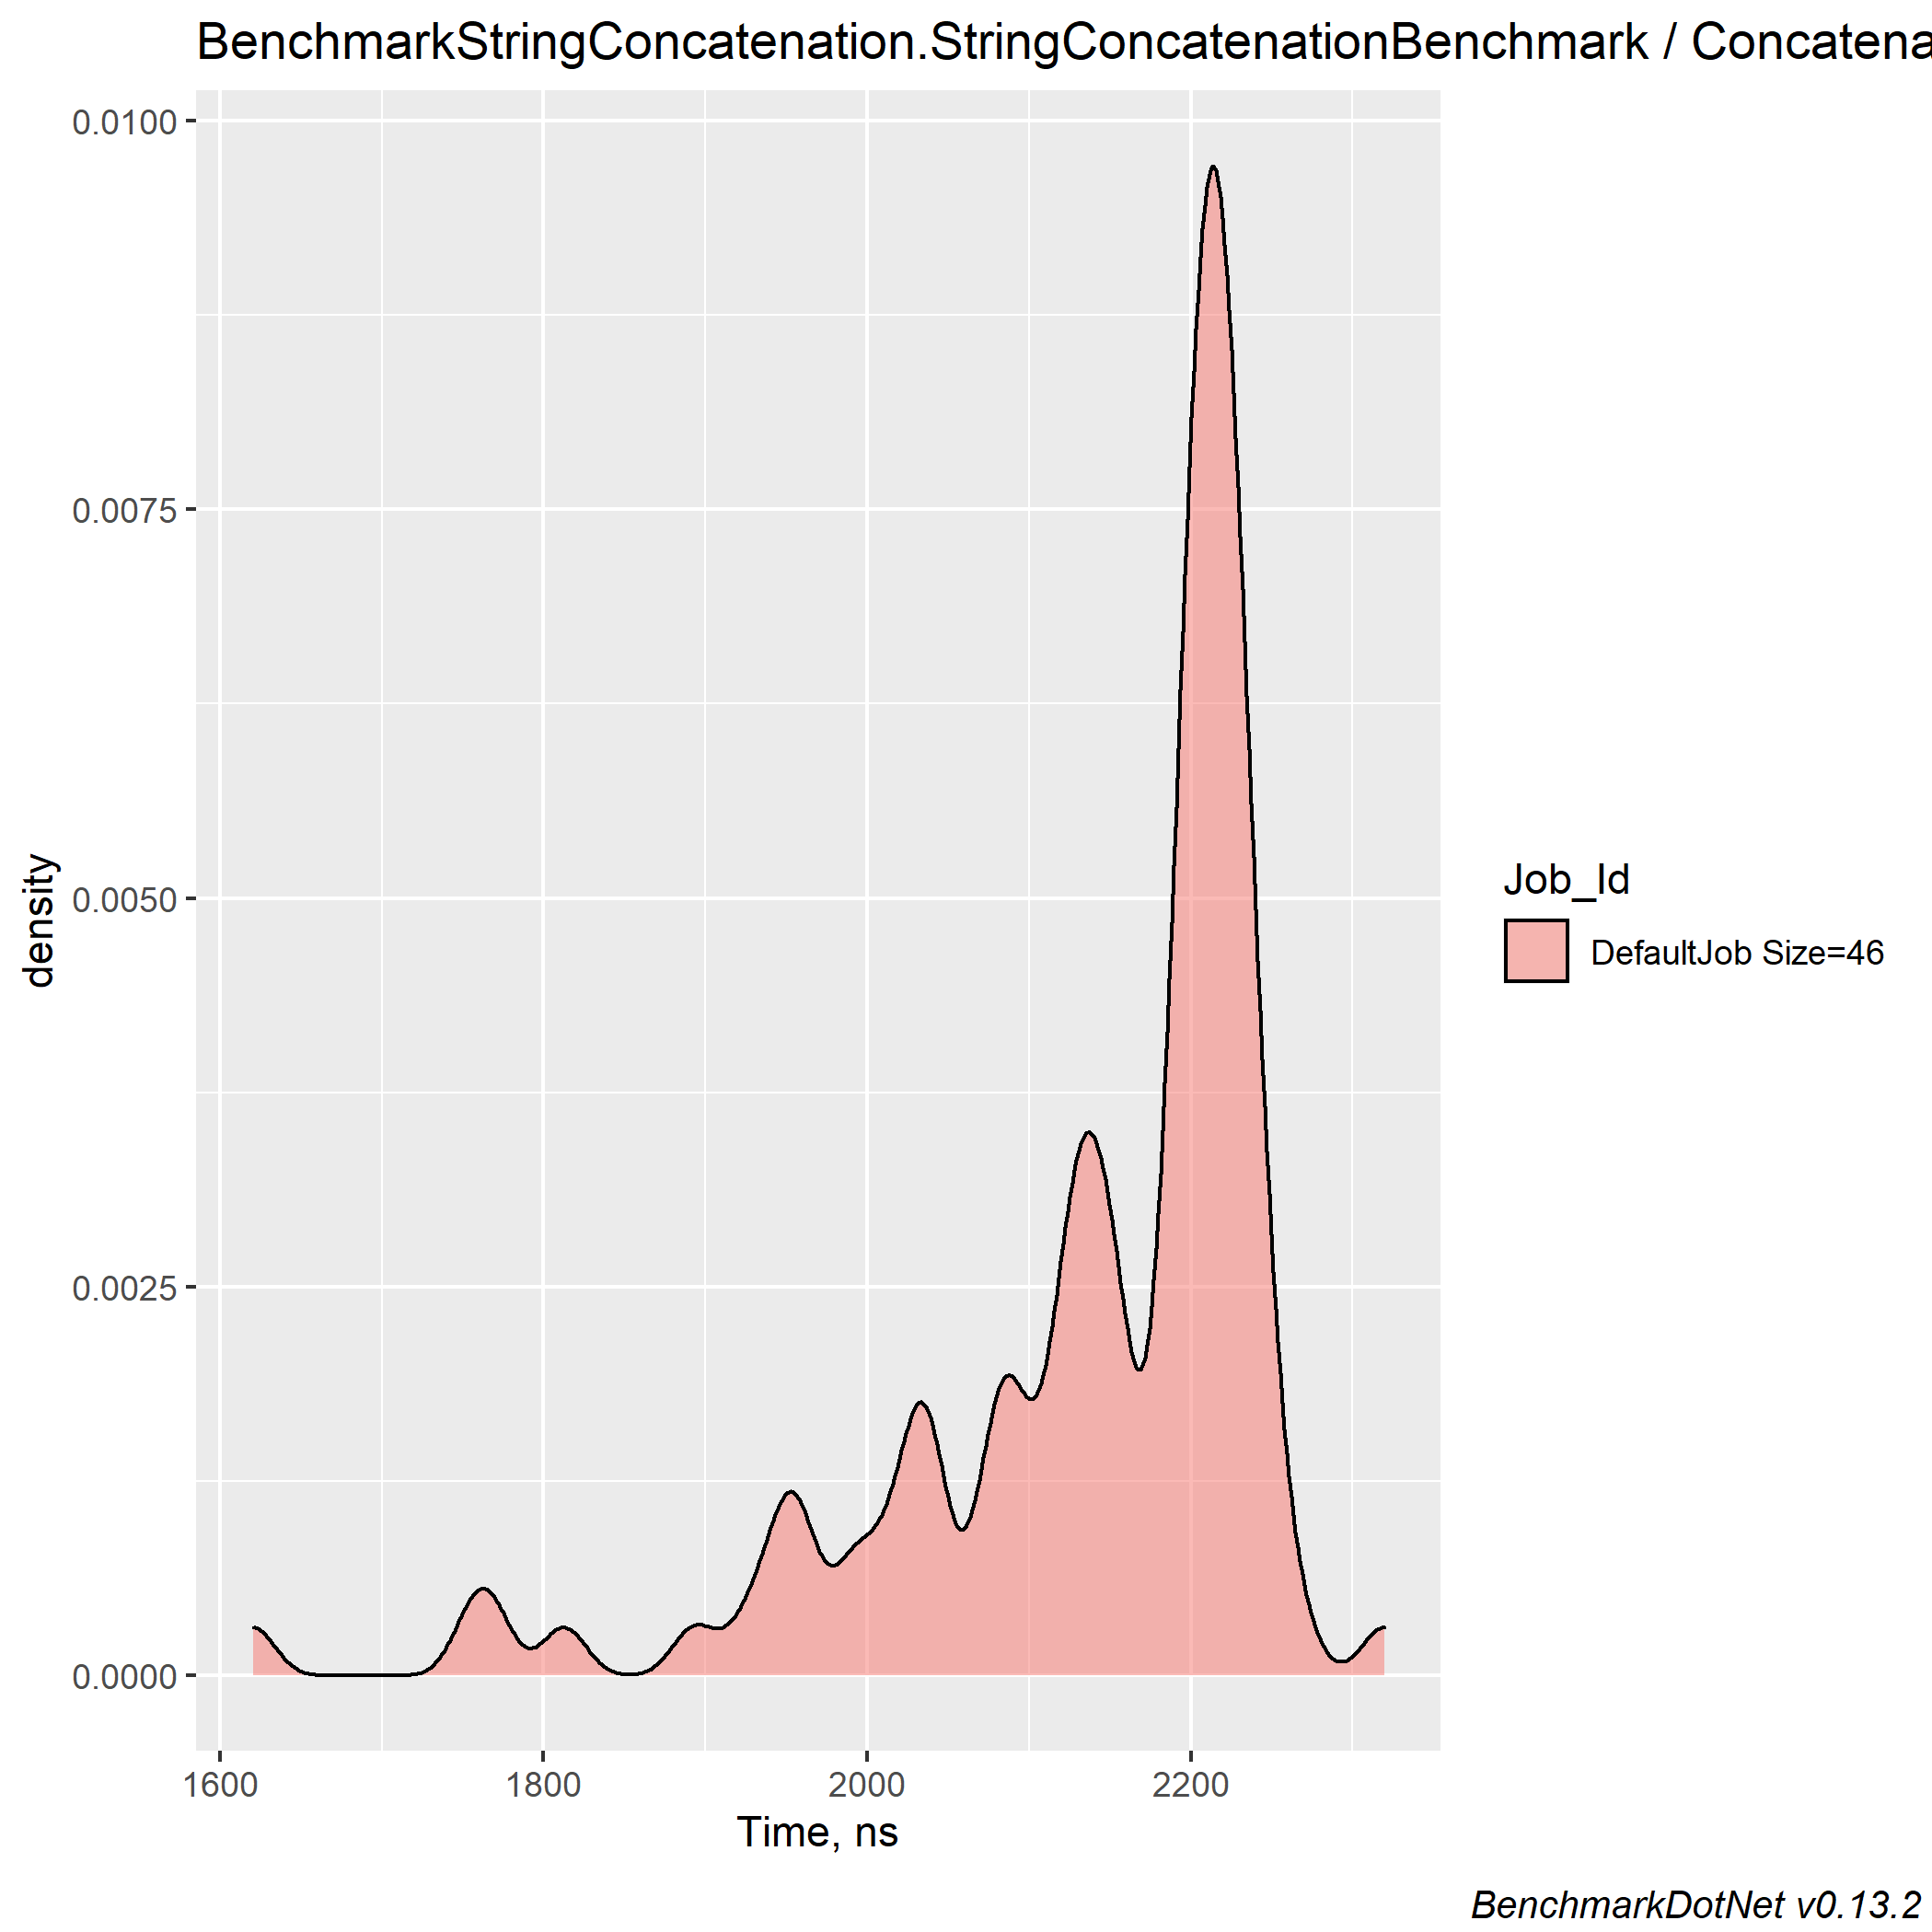 BenchmarkStringConcatenation.StringConcatenationBenchmark / Concatena
0.0100
0.0075
0.0050
0.0025
0.0000
density
1600 1800 2000 2200
Time, ns
Job_Id
DefaultJob Size=46
BenchmarkDotNet v0.13.2